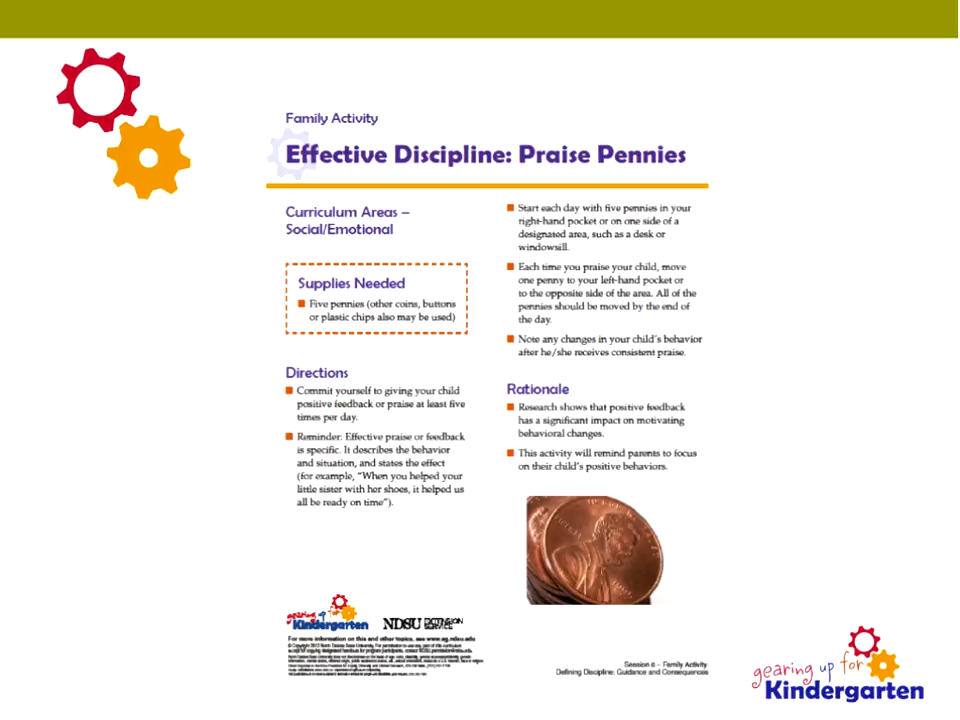 Family Activity
Effective Discipline: Praise Pennies
Curriculum Areas –
Social/Emotional
Supplies Needed
Five pennies (other coins, buttons
or plastic chips also may be used)
Directions
Commit yourself to giving your child
positive feedback or praise at least five
times per day.
Reminder: Effective praise or feedback
is specific. It describes the behavior
and situation, and states the effect
(for example, “When you helped your
little sister with her shoes, it helped us
all be ready on time”).
Start each day with five pennies in your
right-hand pocket or on one side of a
designated area, such as a desk or
windowsill.
Each time you praise your child, move
one penny to your left-hand pocket or
to the opposite side of the area. All of the
pennies should be moved by the end of
the day.
Note any changes in your child’s behavior
after he/she receives consistent praise.
Rationale
Research shows that positive feedback
has a significant impact on motivating
behavioral changes.
This activity will remind parents to focus
on their child’s positive behaviors.
gearing up for
Kindergarten
NDSU EXTENSION
SERVICE
For more information on this and other topics, see www.ag.ndsu.edu
Session 6 – Family Activity
Defining Discipline: Guidance and Consequences
gearing up for
Kindergarten